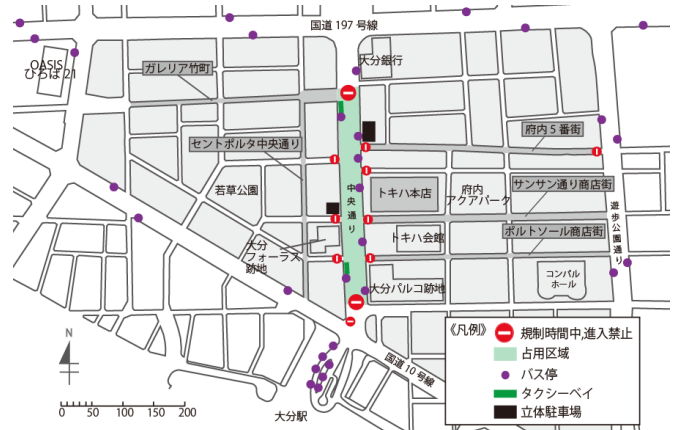 国道 197 号線
大分銀行
OASIS
ひろば 21
ガレリア竹町
府内 5 番街
セントポルタ中央通り
若草公園
中央通り
トキハ本店
府内
アクアパーク
サンサン通り商店街
遊歩公園通り
大分
フォーラス
跡地
トキハ会館
ポルトソール商店街
大分パルコ跡地
コンパル
ホール
N
0 50 100 150 200
大分駅
国道 10 号線
《凡例》
規制時間中,進入禁止
占用区域
バス停
タクシーベイ
立体駐車場